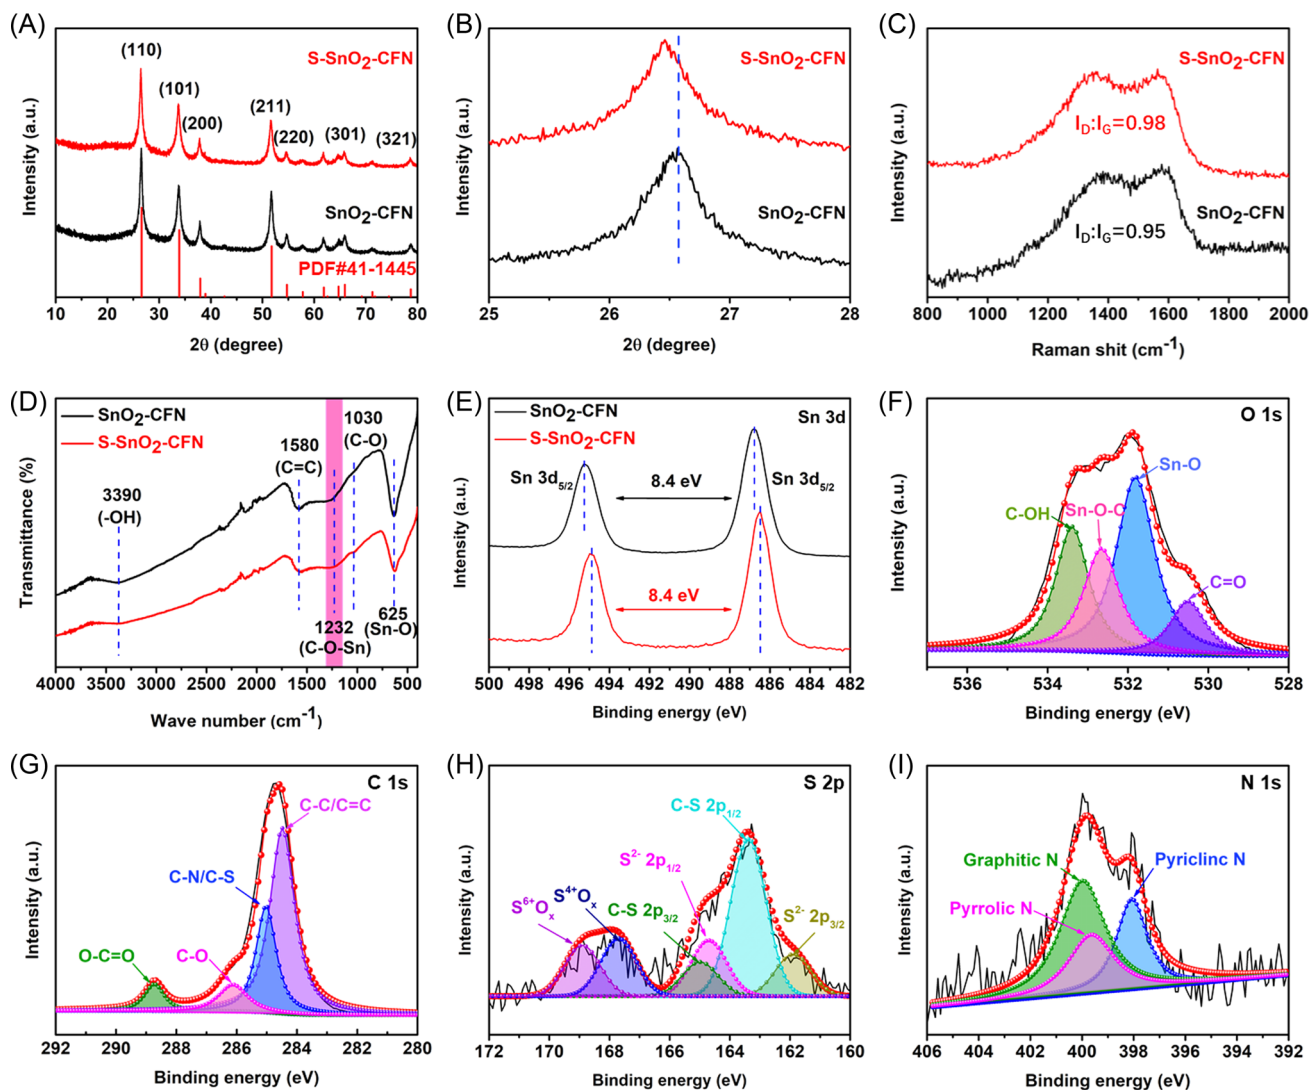 (A)
(110)
S-SnO2-CFN
(101)
(200)
(211)
(220)
(301)
(321)
SnO2-CFN
PDF#41-1445
Intensity (a.u.)
10 20 30 40 50 60 70 80
2θ (degree)
(B)
S-SnO2-CFN
SnO2-CFN
Intensity (a.u.)
25 26 27 28
2θ (degree)
(C)
S-SnO2-CFN
ID:IG=0.98
SnO2-CFN
ID:IG=0.95
Intensity (a.u.)
800 1000 1200 1400 1600 1800 2000
Raman shit (cm-1)
(D)
SnO2-CFN
S-SnO2-CFN
1030
(C-O)
1580
(C=C)
3390
(-OH)
625
(Sn-O)
1232
(C-O-Sn)
Transmittance (%)
4000 3500 3000 2500 2000 1500 1000 500
Wave number (cm-1)
(E)
SnO2-CFN
S-SnO2-CFN
Sn 3d
Sn 3d5/2
8.4 eV
Sn 3d5/2
8.4 eV
Intensity (a.u.)
500 498 496 494 492 490 488 486 484 482
Binding energy (eV)
(F)
O 1s
Sn-O
Sn-O-O
C-OH
C=O
Intensity (a.u.)
536 534 532 530 528
Binding energy (eV)
(G)
C 1s
C-C/C=C
C-N/C-S
C-O
O-C=O
Intensity (a.u.)
292 290 288 286 284 282 280
Binding energy (eV)
(H)
S 2p
C-S 2p1/2
S2- 2p1/2
C-S 2p3/2
S4+Ox
S6+Ox
S2- 2p3/2
Intensity (a.u.)
172 170 168 166 164 162 160
Binding energy (eV)
(I)
N 1s
Graphitic N
Pyriclinc N
Pyrrolic N
Intensity (a.u.)
406 404 402 400 398 396 394 392
Binding energy (eV)